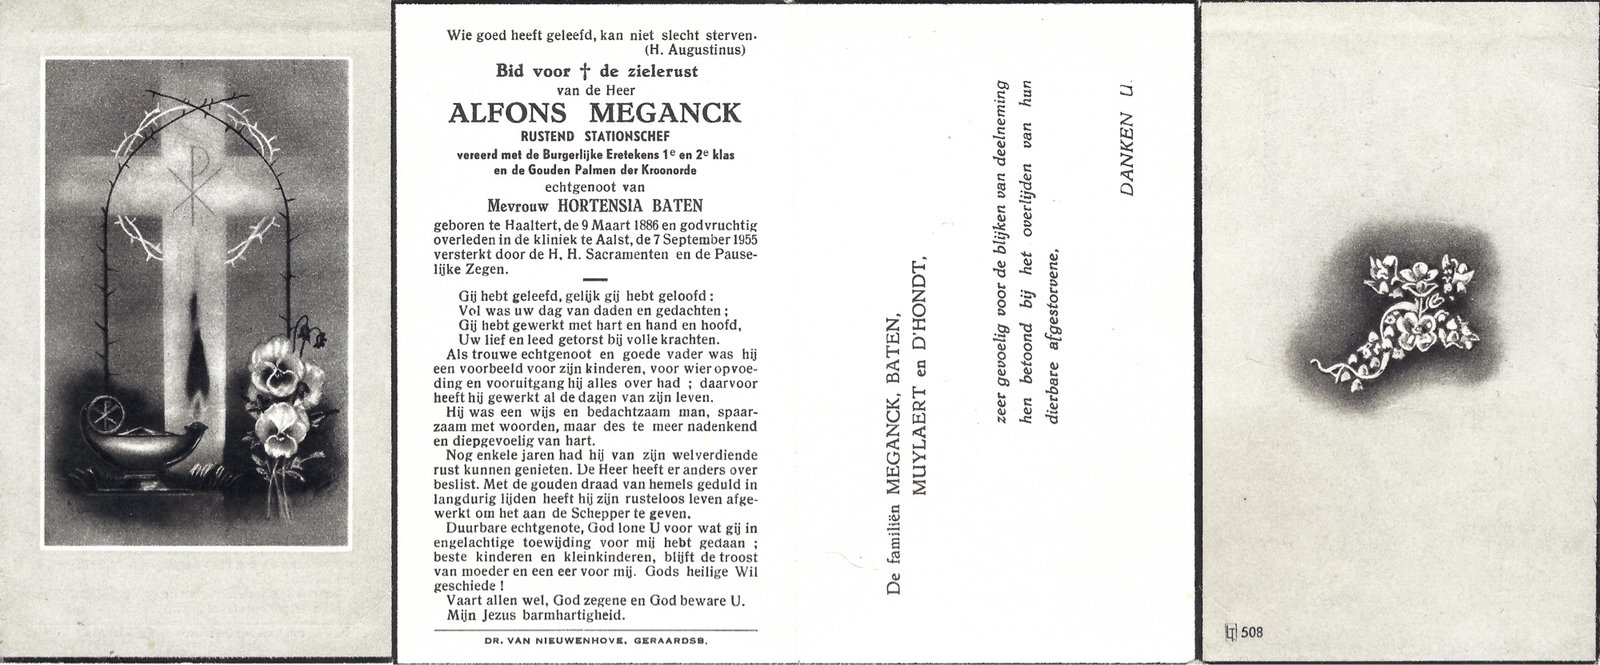 Wie goed heeft geleefd, kan niet slecht sterven.
(H. Augustinus)
Bid voor † de zielerust
van de Heer
ALFONS MEGANCK
RUSTEND STATIONSCHEF
vereerd met de Burgerlijke Eretekens 1e en 2e klas
en de Gouden Palmen der Kroonorde
echtgenoot van
Mevrouw HORTENSIA BATEN
geboren te Haaltert, de 9 Maart 1886 en godvruchtig
overleden in de kliniek te Aalst, de 7 September 1955
versterkt door de H. H. Sacramenten en de Pause-
lijke Zegen.
Gij hebt geleefd, gelijk gij hebt geloofd :
Vol was uw dag van daden en gedachten ;
Gij hebt gewerkt met hart en hand en hoofd,
Uw lief en leed getorst bij volle krachten.
Als trouwe echtgenoot en goede vader was hij
een voorbeeld voor zijn kinderen, voor wier opvoe-
ding en vooruitgang hij alles over had ; daarvoor
heeft hij gewerkt al de dagen van zijn leven.
Hij was een wijs en bedachtzaam man, spaar-
zaam met woorden, maar des te meer nadenkend
en diepgevoelig van hart.
Nog enkele jaren had hij van zijn welverdiende
rust kunnen genieten. De Heer heeft er anders over
beslist. Met de gouden draad van hemels geduld in
langdurig lijden heeft hij zijn rusteloos leven afge-
werkt om het aan de Schepper te geven.
Duurbare echtgenote, God lone U voor wat gij in
engelachtige toewijding voor mij hebt gedaan ;
beste kinderen en kleinkinderen, blijft de troost
van moeder en een eer voor mij. Gods heilige Wil
geschiede !
Vaart allen wel, God zegene en God beware U.
Mijn Jezus barmhartigheid.
DR. VAN NIEUWENHOVE, GERAARDSB.
De familiën MEGANCK, BATEN,
MUYLAERT en D'HONDT,
zeer gevoelig voor de blijken van deelneming
hen betoond bij het overlijden van hun
dierbare afgestorvene,
DANKEN U.
LT 508